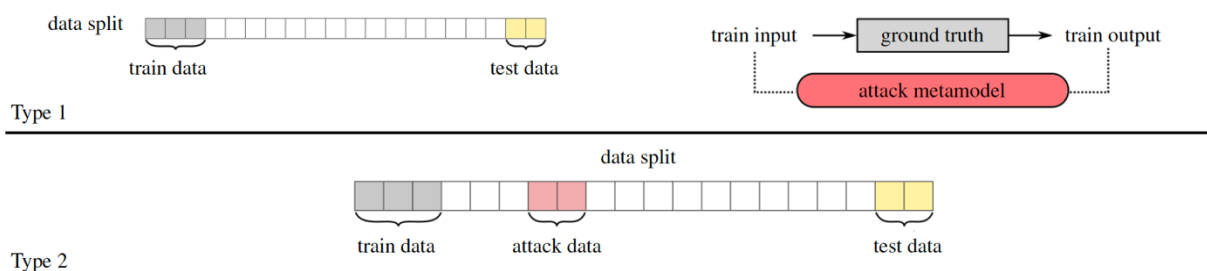 data split
train data
test data
train input
ground truth
train output
attack metamodel
Type 1
data split
train data
attack data
test data
Type 2